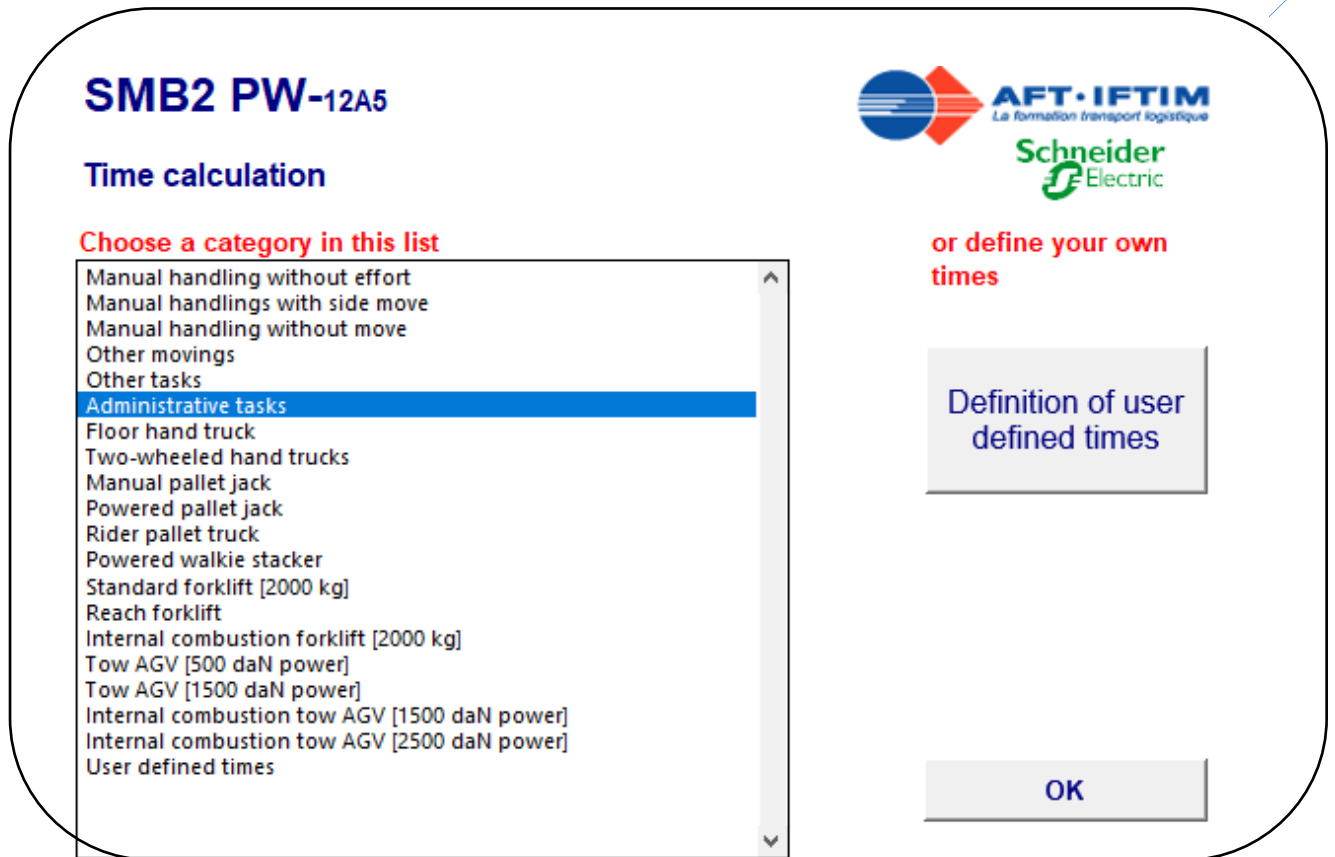 SMB2 PW-12A5
AFT·IFTIM
La formation transport logistique
Schneider
Electric
Time calculation
Choose a category in this list
or define your own
times
Manual handling without effort
Manual handlings with side move
Manual handling without move
Other movings
Other tasks
Administrative tasks
Floor hand truck
Two-wheeled hand trucks
Manual pallet jack
Powered pallet jack
Rider pallet truck
Powered walkie stacker
Standard forklift [2000 kg]
Reach forklift
Internal combustion forklift [2000 kg]
Tow AGV [500 daN power]
Tow AGV [1500 daN power]
Internal combustion tow AGV [1500 daN power]
Internal combustion tow AGV [2500 daN power]
User defined times
Definition of user
defined times
OK